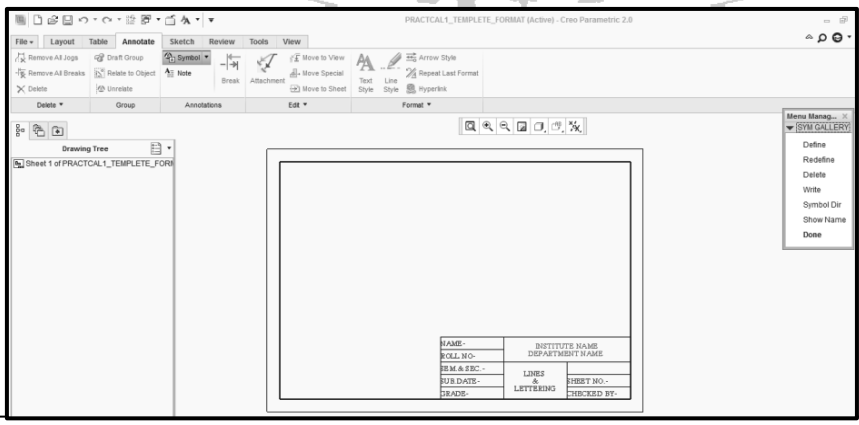 PRACTCAL1_TEMPLETE_FORMAT (Active) - Creo Parametric 2.0
File Layout Table Annotate Sketch Review Tools View
Remove All Jogs Draft Group Symbol Move to View Arrow Style
Remove All Breaks Relate to Object Note Break Attachment Move Special Text Style Line Style Repeat Last Format
Delete Unrelate Move to Sheet Hyperlink
Delete Group Annotations Edit Format
Menu Manag...
SYM GALLERY
Define
Redefine
Delete
Write
Symbol Dir
Show Name
Done
Drawing Tree
Sheet 1 of PRACTCAL1_TEMPLETE_FORM
NAME- INSTITUTE NAME
ROLL NO- DEPARTMENT NAME
SEM.& SEC. -
SUB.DATE- LINES & LETTERING SHEET NO.-
GRADE- CHECKED BY-